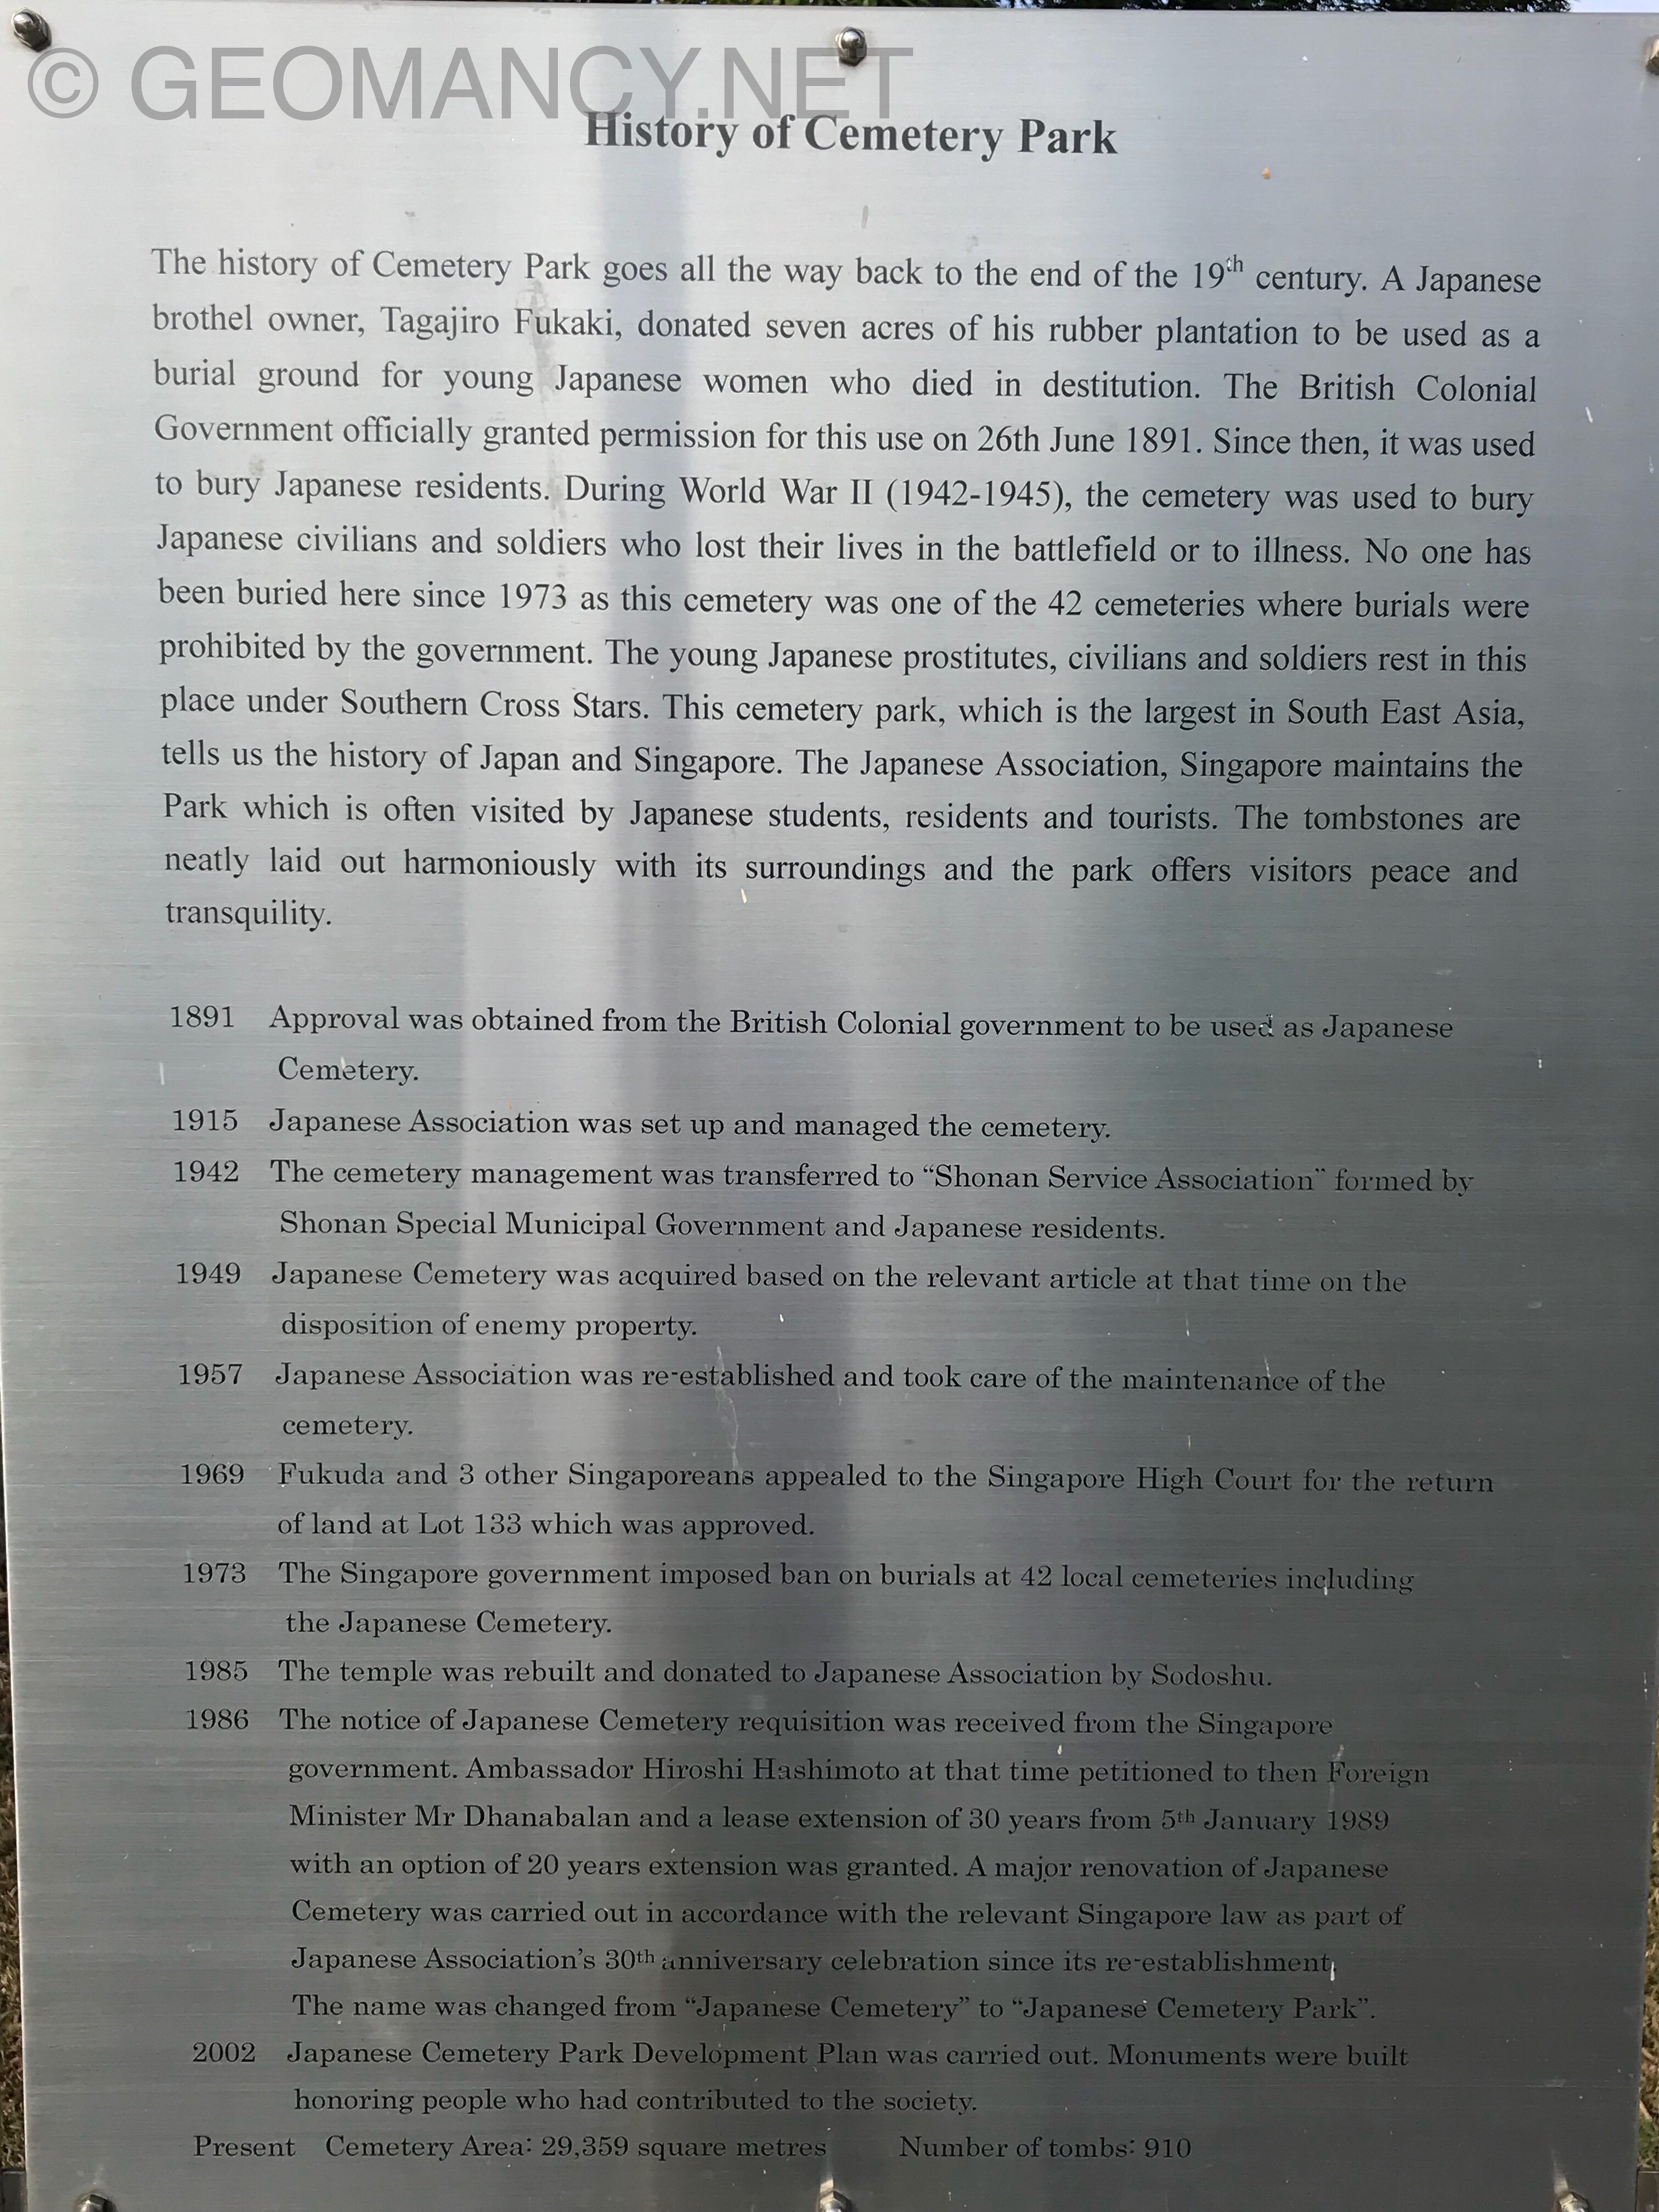 © GEOMANCY.NET
History of Cemetery Park
The history of Cemetery Park goes all the way back to the end of the 19th century. A Japanese
brothel owner, Tagajiro Fukaki, donated seven acres of his rubber plantation to be used as a
burial ground for young Japanese women who died in destitution. The British Colonial
Government officially granted permission for this use on 26th June 1891. Since then, it was used
to bury Japanese residents. During World War II (1942-1945), the cemetery was used to bury
Japanese civilians and soldiers who lost their lives in the battlefield or to illness. No one has
been buried here since 1973 as this cemetery was one of the 42 cemeteries where burials were
prohibited by the government. The young Japanese prostitutes, civilians and soldiers rest in this
place under Southern Cross Stars. This cemetery park, which is the largest in South East Asia,
tells us the history of Japan and Singapore. The Japanese Association, Singapore maintains the
Park which is often visited by Japanese students, residents and tourists. The tombstones are
neatly laid out harmoniously with its surroundings and the park offers visitors peace and
transquility.
1891 Approval was obtained from the British Colonial government to be used as Japanese
Cemetery.
1915 Japanese Association was set up and managed the cemetery.
1942 The cemetery management was transferred to “Shonan Service Association” formed by
Shonan Special Municipal Government and Japanese residents.
1949 Japanese Cemetery was acquired based on the relevant article at that time on the
disposition of enemy property.
1957 Japanese Association was re-established and took care of the maintenance of the
cemetery.
1969 Fukuda and 3 other Singaporeans appealed to the Singapore High Court for the return
of land at Lot 133 which was approved.
1973 The Singapore government imposed ban on burials at 42 local cemeteries including
the Japanese Cemetery.
1985 The temple was rebuilt and donated to Japanese Association by Sodoshu.
1986 The notice of Japanese Cemetery requisition was received from the Singapore
government. Ambassador Hiroshi Hashimoto at that time petitioned to then Foreign
Minister Mr Dhanabalan and a lease extension of 30 years from 5th January 1989
with an option of 20 years extension was granted. A major renovation of Japanese
Cemetery was carried out in accordance with the relevant Singapore law as part of
Japanese Association’s 30th anniversary celebration since its re-establishment.
The name was changed from “Japanese Cemetery” to “Japanese Cemetery Park”.
2002 Japanese Cemetery Park Development Plan was carried out. Monuments were built
honoring people who had contributed to the society.
Present Cemetery Area: 29,359 square metres Number of tombs: 910